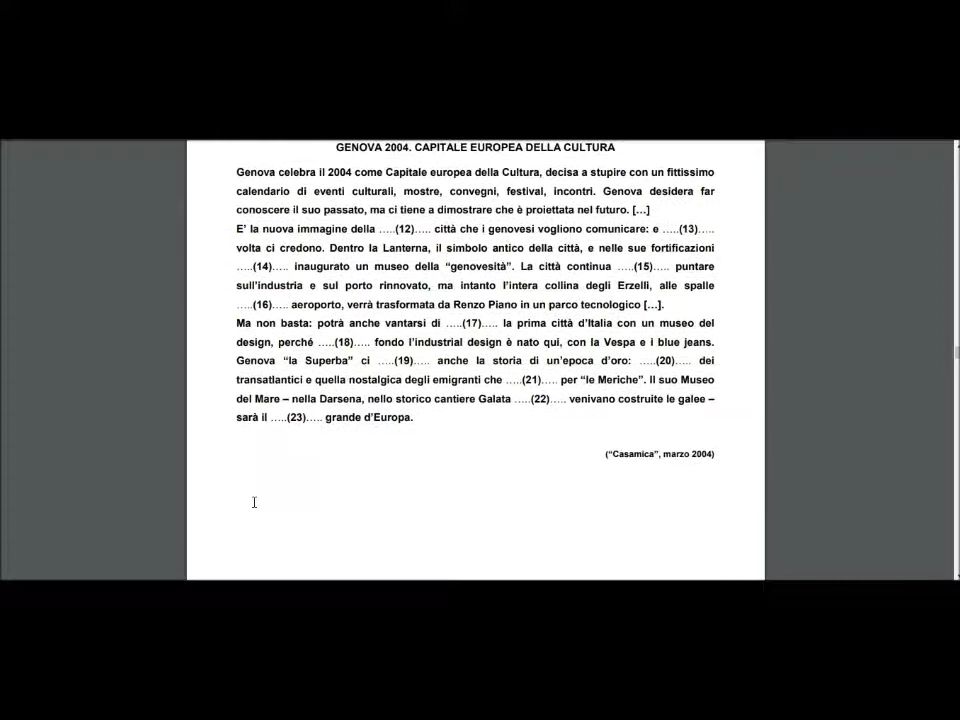 GENOVA 2004. CAPITALE EUROPEA DELLA CULTURA
Genova celebra il 2004 come Capitale europea della Cultura, decisa a stupire con un fittissimo
calendario di eventi culturali, mostre, convegni, festival, incontri. Genova desidera far
conoscere il suo passato, ma ci tiene a dimostrare che è proiettata nel futuro. […]
E’ la nuova immagine della …..(12)….. città che i genovesi vogliono comunicare: e …..(13)…..
volta ci credono. Dentro la Lanterna, il simbolo antico della città, e nelle sue fortificazioni
…..(14)….. inaugurato un museo della “genovesità”. La città continua …..(15)….. puntare
sull’industria e sul porto rinnovato, ma intanto l’intera collina degli Erzelli, alle spalle
…..(16)….. aeroporto, verrà trasformata da Renzo Piano in un parco tecnologico […].
Ma non basta: potrà anche vantarsi di …..(17)….. la prima città d’Italia con un museo del
design, perché …..(18)….. fondo l’industrial design è nato qui, con la Vespa e i blue jeans.
Genova “la Superba” ci …..(19)….. anche la storia di un’epoca d’oro: …..(20)….. dei
transatlantici e quella nostalgica degli emigranti che …..(21)….. per “le Meriche”. Il suo Museo
del Mare – nella Darsena, nello storico cantiere Galata …..(22)….. venivano costruite le galee –
sarà il …..(23)….. grande d’Europa.
(“Casamica”, marzo 2004)